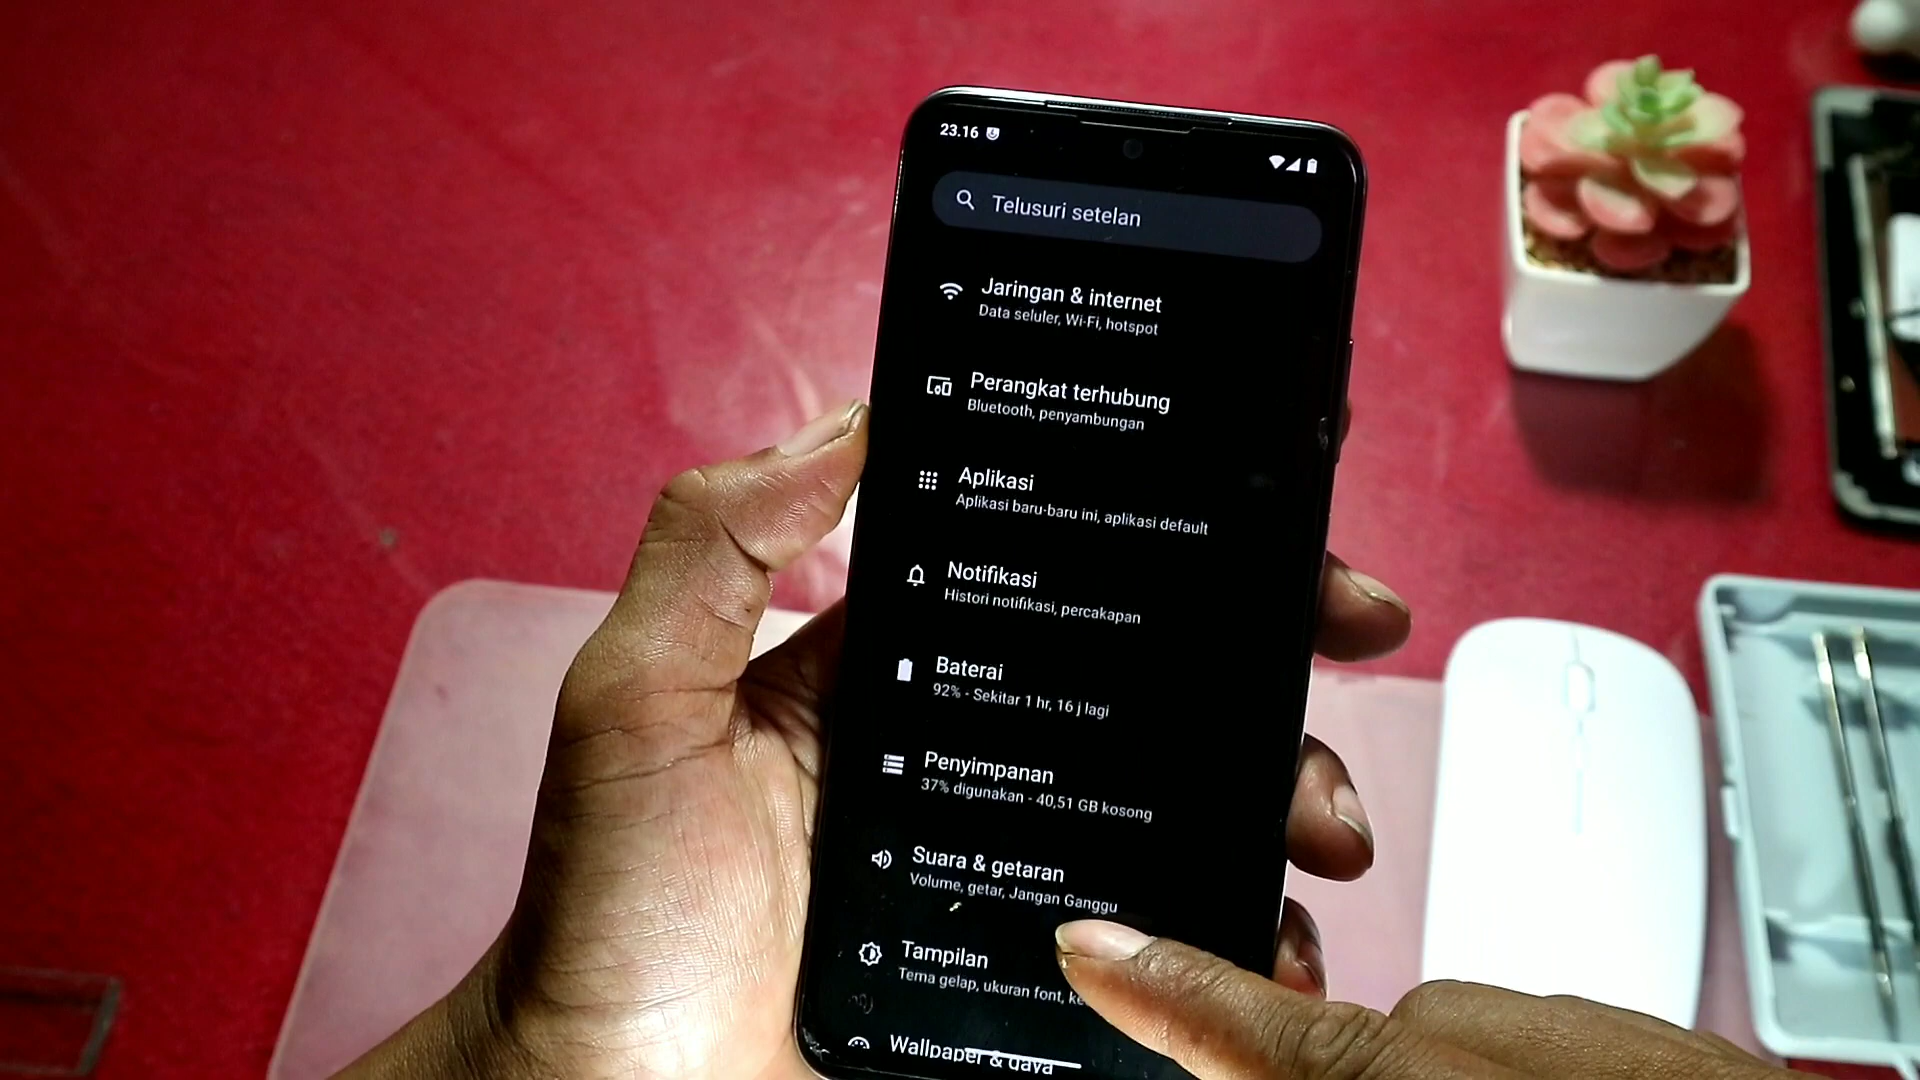 23.16
Telusuri setelan
Jaringan & internet
Data seluler, Wi-Fi, hotspot
Perangkat terhubung
Bluetooth, penyambungan
Aplikasi
Aplikasi baru-baru ini, aplikasi default
Notifikasi
Histori notifikasi, percakapan
Baterai
92% - Sekitar 1 hr, 16 j lagi
Penyimpanan
37% digunakan - 40,51 GB kosong
Suara & getaran
Volume, getar, Jangan Ganggu
Tampilan
Tema gelap, ukuran font,
Wallpaper & gaya